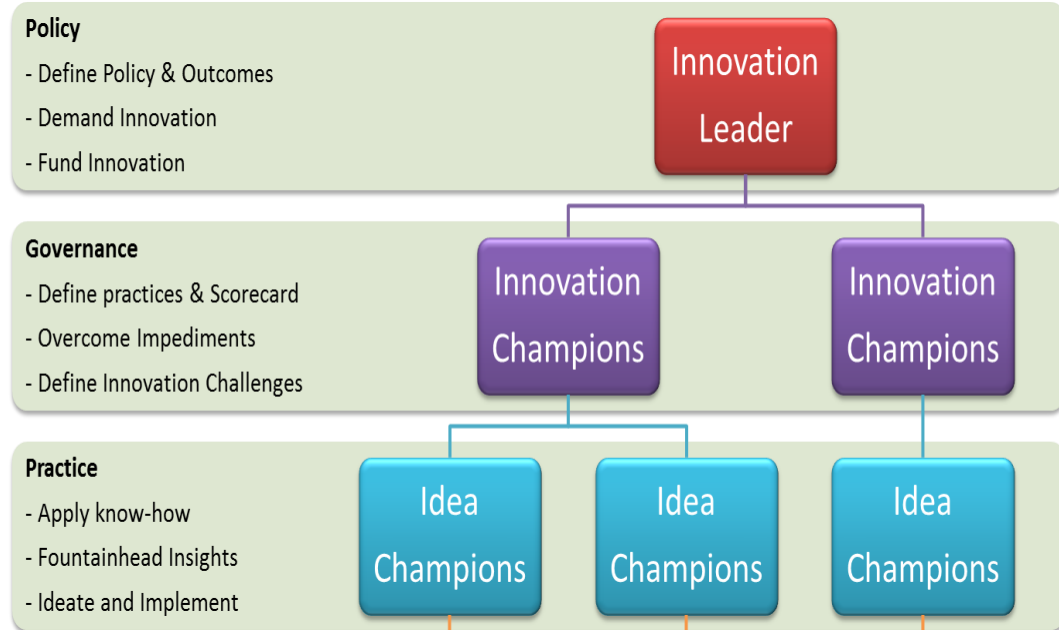 Policy
- Define Policy & Outcomes
- Demand Innovation
- Fund Innovation
Innovation
Leader
Governance
- Define practices & Scorecard
- Overcome Impediments
- Define Innovation Challenges
Innovation
Champions
Innovation
Champions
Practice
- Apply know-how
- Fountainhead Insights
- Ideate and Implement
Idea
Champions
Idea
Champions
Idea
Champions